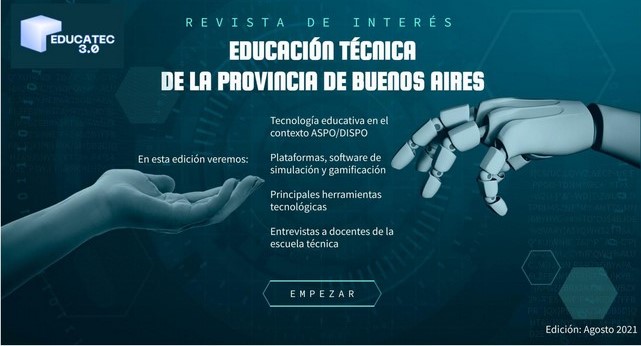 EDUCATEC
3.0
REVISTA DE INTERÉS
EDUCACIÓN TÉCNICA
DE LA PROVINCIA DE BUENOS AIRES
En esta edición veremos:
Tecnología educativa en el
contexto ASPO/DISPO
Plataformas, software de
simulación y gamificación
Principales herramientas
tecnológicas
Entrevistas a docentes de la
escuela técnica
EMPEZAR
Edición: Agosto 2021